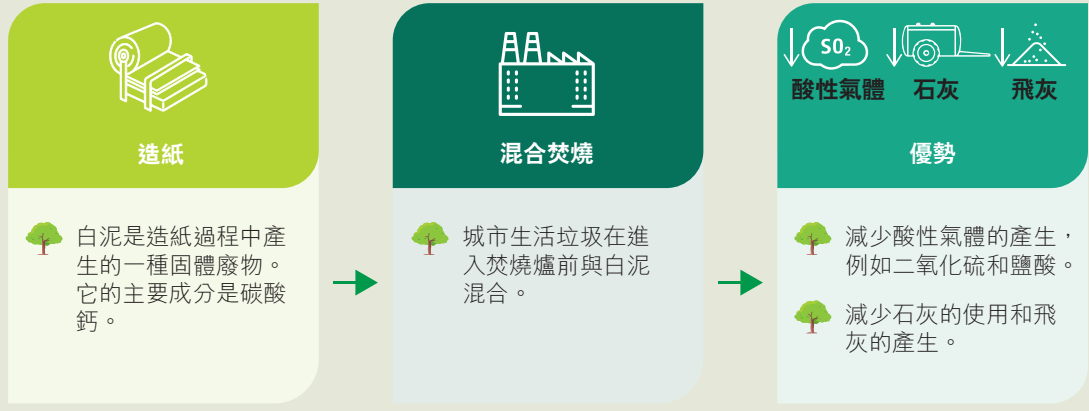 造紙
白泥是造紙過程中產
生的一種固體廢物。
它的主要成分是碳酸
鈣。
混合焚燒
城市生活垃圾在進
入焚燒爐前與白泥
混合。
SO₂
酸性氣體 石灰 飛灰
優勢
減少酸性氣體的產生，
例如二氧化硫和鹽酸。
減少石灰的使用和飛
灰的產生。